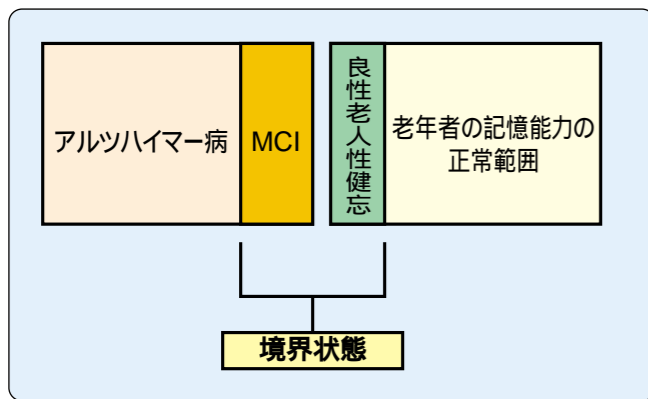 アルツハイマー病
MCI
良性老人性健忘
老年者の記憶能力の
正常範囲
境界状態